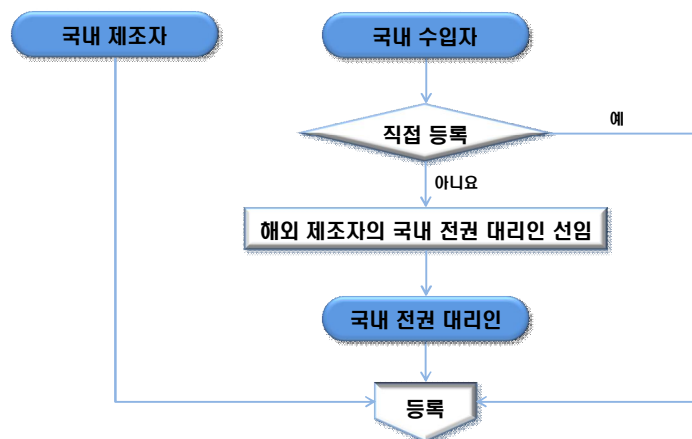 국내 제조자
국내 수입자
직접 등록
예
아니요
해외 제조자의 국내 전권 대리인 선임
국내 전권 대리인
등록